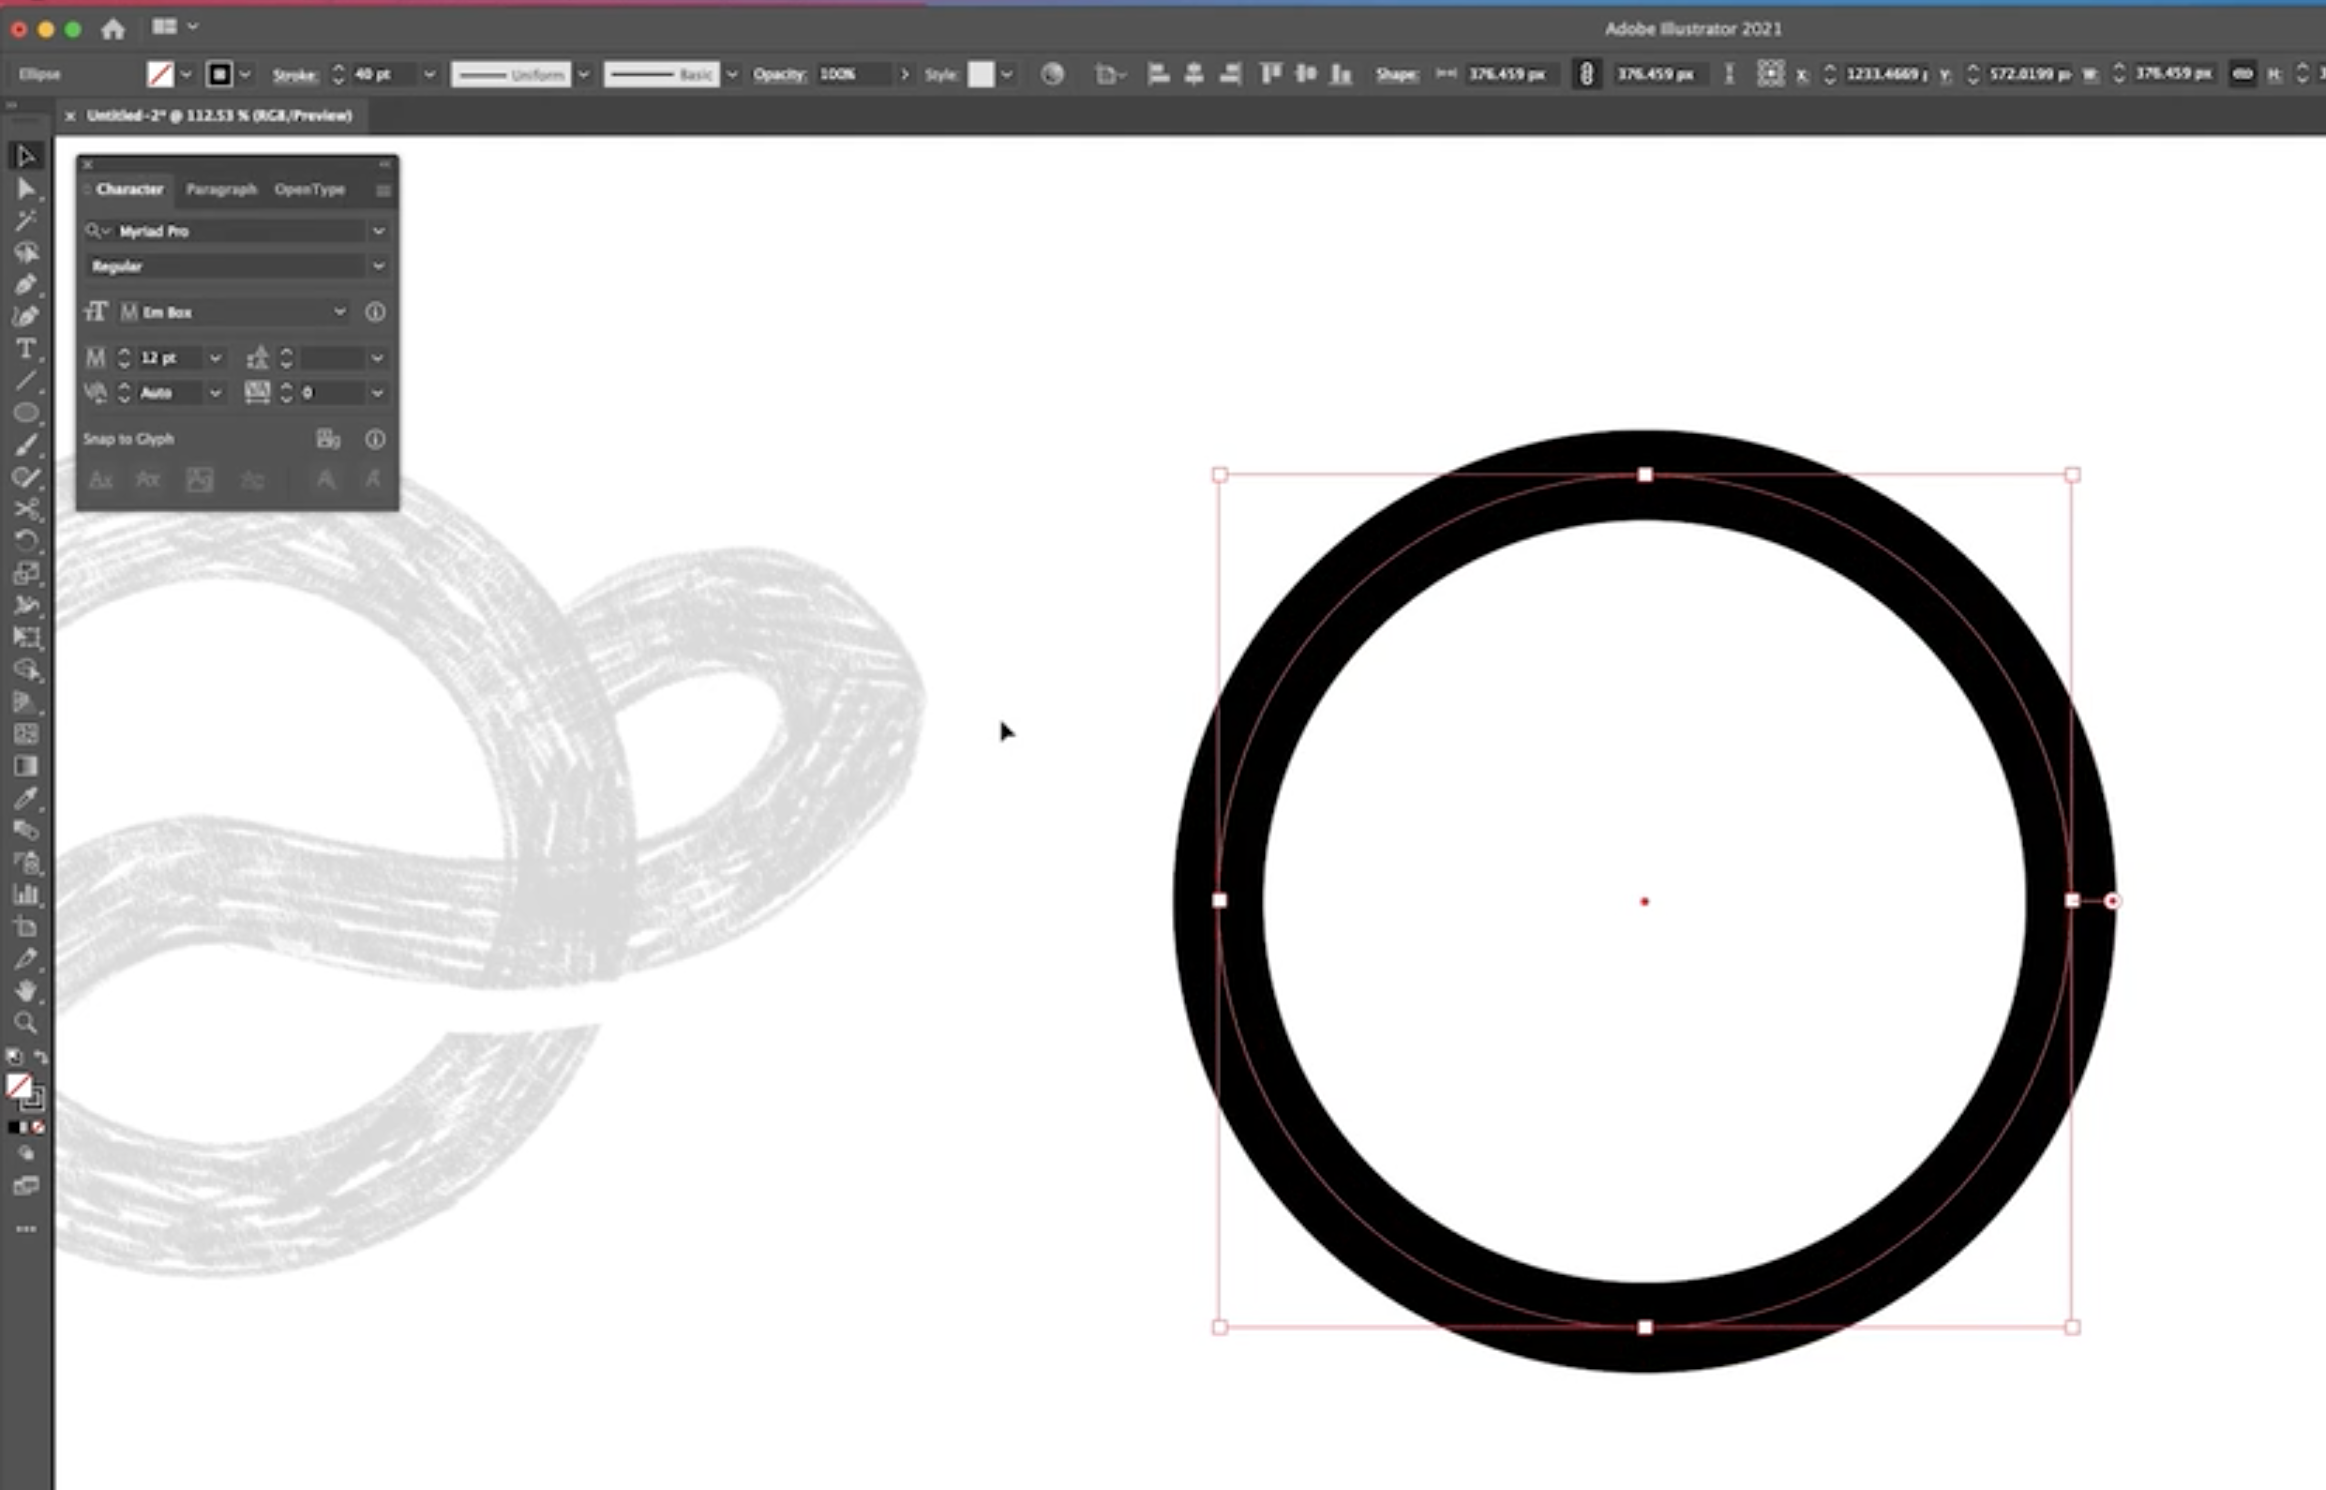 Adobe Illustrator 2021
Ellipse Stroke: 40 pt Uniform Basic Opacity: 100% Style: Shape: 376.459 px 376.459 px X: 1233.4669 Y: 572.0199 p W: 376.459 px H:
× Untitled-2* @ 112.53 % (RGB/Preview)
Character Paragraph OpenType
Myriad Pro
Regular
Em Box
12 pt
Auto 0
Snap to Glyph